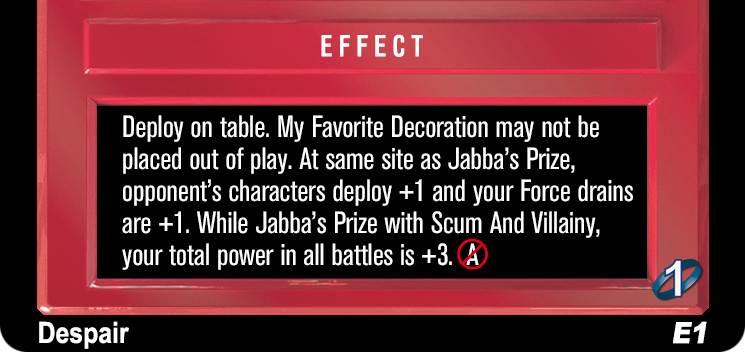 EFFECT
Deploy on table. My Favorite Decoration may not be
placed out of play. At same site as Jabba's Prize,
opponent's characters deploy +1 and your Force drains
are +1. While Jabba's Prize with Scum And Villainy,
your total power in all battles is +3. A
1
Despair E1